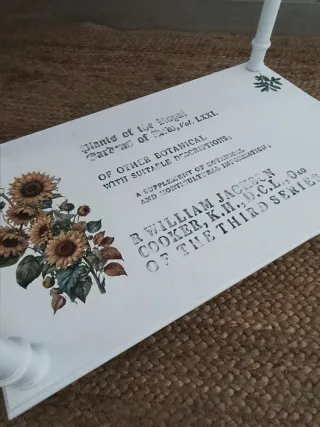 Plants of the Royal
Gardens of Kew, Vol. LXXI.
OF OTHER BOTANICAL
WITH SUITABLE DESCRIPTIONS;
A SUPPLEMENT OF BOTANICAL
AND HORTICULTURAL INFORMATION;
R WILLIAM JACKSON
COOKER, K.H., D.C.L. O
OF THE THIRD SERIES